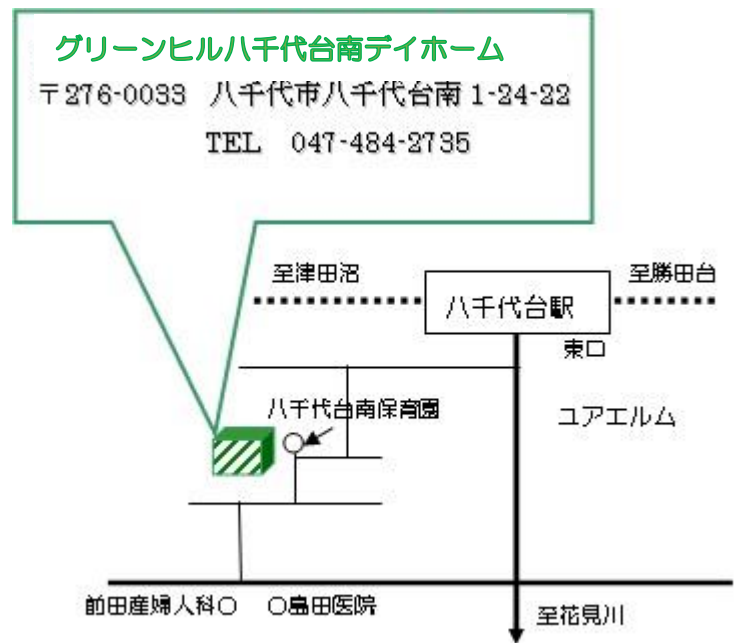 グリーンヒル八千代台南デイホーム
〒276-0033　八千代市八千代台南 1-24-22
TEL　047-484-2735
至津田沼
至勝田台
八千代台駅
東口
八千代台南保育園
ユアエルム
前田産婦人科○　○島田医院
至花見川